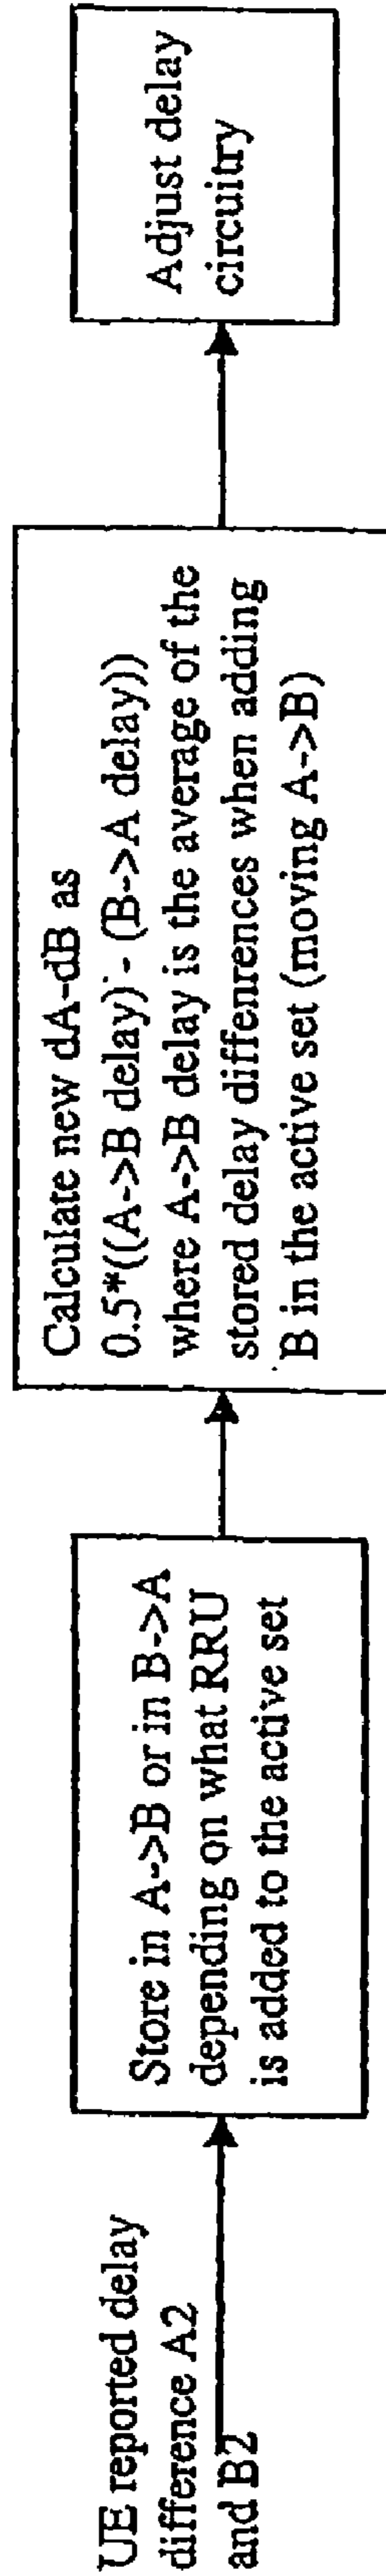 UE reported delay
difference A2
and B2
Store in A->B or in B->A
depending on what RRU
is added to the active set
Calculate new dA-dB as
0.5*((A->B delay) - (B->A delay))
where A->B delay is the average of the
stored delay diffenrences when adding
B in the active set (moving A->B)
Adjust delay
circuitry